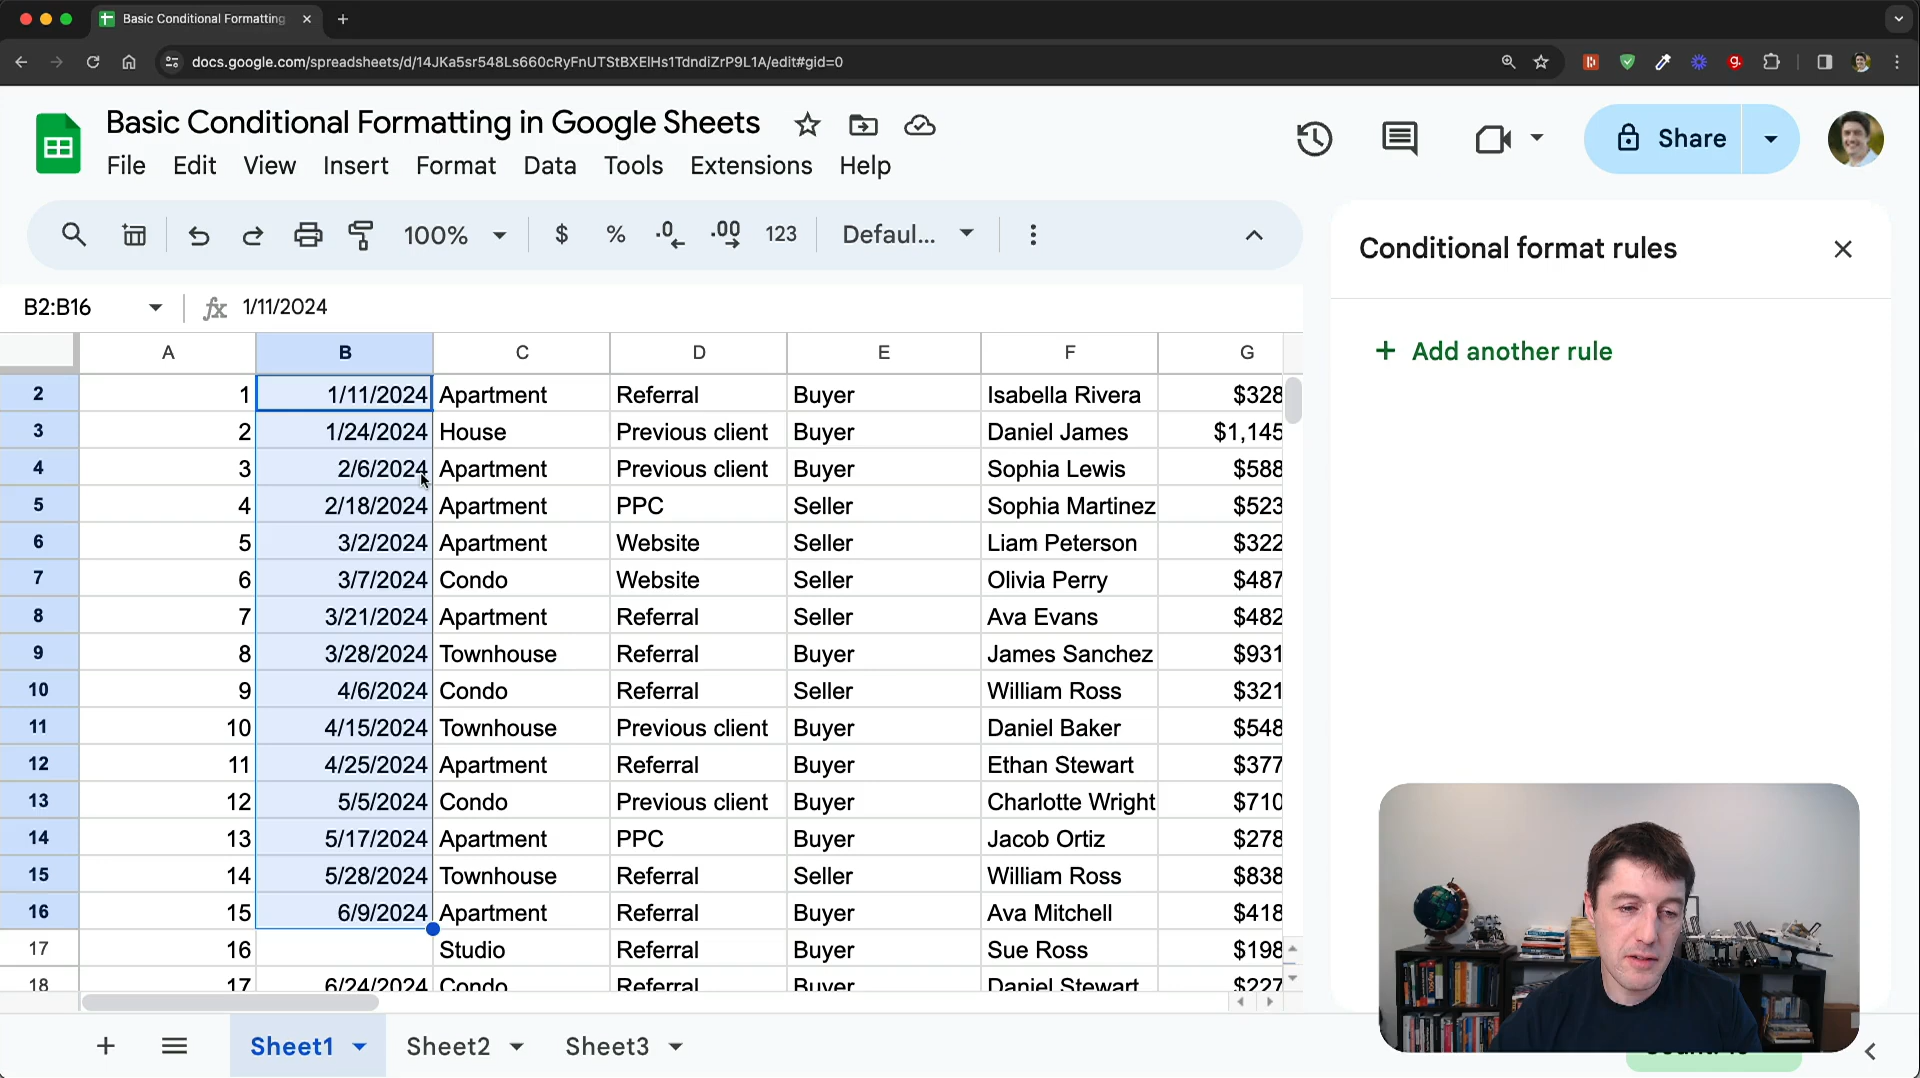 Basic Conditional Formatting
docs.google.com/spreadsheets/d/14JKa5sr548Ls660cRyFnUTStBXElHs1TdndiZrP9L1A/edit#gid=0
Basic Conditional Formatting in Google Sheets
File Edit View Insert Format Data Tools Extensions Help
Share
100% $ % .0 .00 123 Defaul...
Conditional format rules
B2:B16 fx 1/11/2024
Add another rule
A B C D E F G
2 1 1/11/2024 Apartment Referral Buyer Isabella Rivera $328
3 2 1/24/2024 House Previous client Buyer Daniel James $1,145
4 3 2/6/2024 Apartment Previous client Buyer Sophia Lewis $588
5 4 2/18/2024 Apartment PPC Seller Sophia Martinez $523
6 5 3/2/2024 Apartment Website Seller Liam Peterson $322
7 6 3/7/2024 Condo Website Seller Olivia Perry $487
8 7 3/21/2024 Apartment Referral Seller Ava Evans $482
9 8 3/28/2024 Townhouse Referral Buyer James Sanchez $931
10 9 4/6/2024 Condo Referral Seller William Ross $321
11 10 4/15/2024 Townhouse Previous client Buyer Daniel Baker $548
12 11 4/25/2024 Apartment Referral Buyer Ethan Stewart $377
13 12 5/5/2024 Condo Previous client Buyer Charlotte Wright $710
14 13 5/17/2024 Apartment PPC Buyer Jacob Ortiz $278
15 14 5/28/2024 Townhouse Referral Seller William Ross $838
16 15 6/9/2024 Apartment Referral Buyer Ava Mitchell $418
17 16 Studio Referral Buyer Sue Ross $198
18 17 6/24/2024 Condo Referral Buyer Daniel Stewart $227
Sheet1 Sheet2 Sheet3